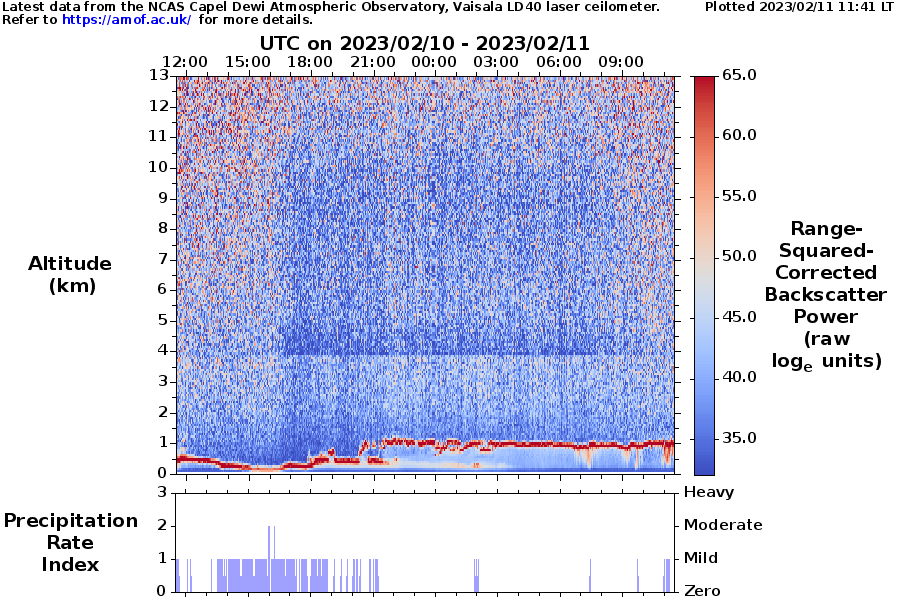 Latest data from the NCAS Capel Dewi Atmospheric Observatory, Vaisala LD40 laser ceilometer.
Plotted 2023/02/11 11:41 LT
Refer to https://amof.ac.uk/ for more details.
UTC on 2023/02/10 - 2023/02/11
12:00 15:00 18:00 21:00 00:00 03:00 06:00 09:00
13
12
11
10
9
8
7
6
5
4
3
2
1
0
Altitude
(km)
65.0
60.0
55.0
50.0
45.0
40.0
35.0
Range-
Squared-
Corrected
Backscatter
Power
(raw
logₑ units)
3
2
1
0
Precipitation
Rate
Index
Heavy
Moderate
Mild
Zero